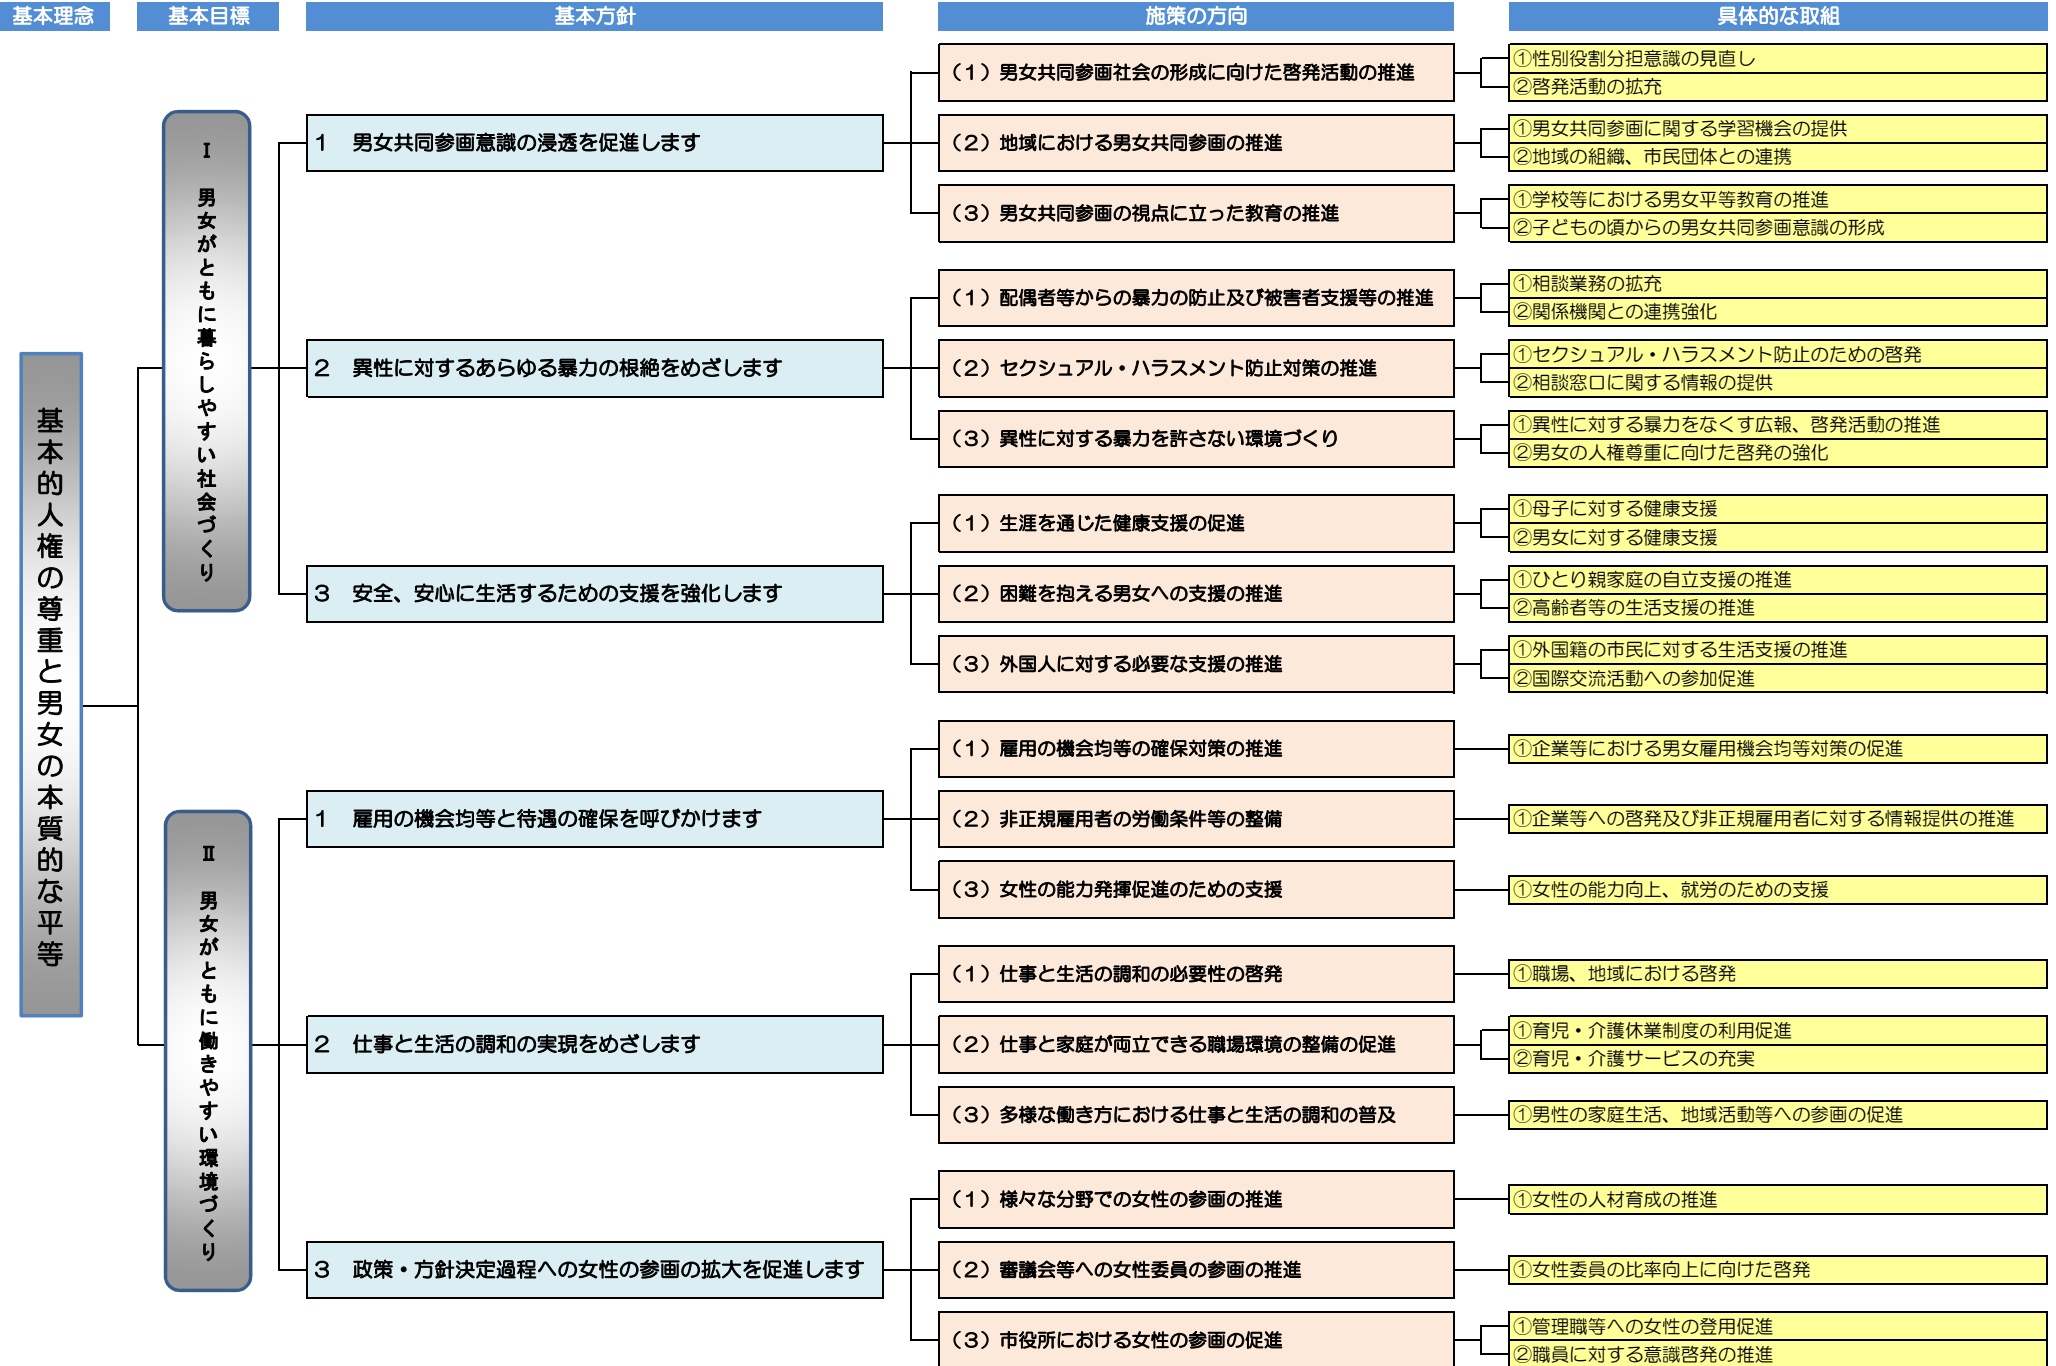 基本理念
基本目標
基本方針
施策の方向
具体的な取組
基本的人権の尊重と男女の本質的な平等
Ⅰ　男女がともに暮らしやすい社会づくり
1　男女共同参画意識の浸透を促進します
（1）男女共同参画社会の形成に向けた啓発活動の推進
①性別役割分担意識の見直し
②啓発活動の拡充
（2）地域における男女共同参画の推進
①男女共同参画に関する学習機会の提供
②地域の組織、市民団体との連携
（3）男女共同参画の視点に立った教育の推進
①学校等における男女平等教育の推進
②子どもの頃からの男女共同参画意識の形成
2　異性に対するあらゆる暴力の根絶をめざします
（1）配偶者等からの暴力の防止及び被害者支援等の推進
①相談業務の拡充
②関係機関との連携強化
（2）セクシュアル・ハラスメント防止対策の推進
①セクシュアル・ハラスメント防止のための啓発
②相談窓口に関する情報の提供
（3）異性に対する暴力を許さない環境づくり
①異性に対する暴力をなくす広報、啓発活動の推進
②男女の人権尊重に向けた啓発の強化
3　安全、安心に生活するための支援を強化します
（1）生涯を通じた健康支援の促進
①母子に対する健康支援
②男女に対する健康支援
（2）困難を抱える男女への支援の推進
①ひとり親家庭の自立支援の推進
②高齢者等の生活支援の推進
（3）外国人に対する必要な支援の推進
①外国籍の市民に対する生活支援の推進
②国際交流活動への参加促進
Ⅱ　男女がともに働きやすい環境づくり
1　雇用の機会均等と待遇の確保を呼びかけます
（1）雇用の機会均等の確保対策の推進
①企業等における男女雇用機会均等対策の促進
（2）非正規雇用者の労働条件等の整備
①企業等への啓発及び非正規雇用者に対する情報提供の推進
（3）女性の能力発揮促進のための支援
①女性の能力向上、就労のための支援
2　仕事と生活の調和の実現をめざします
（1）仕事と生活の調和の必要性の啓発
①職場、地域における啓発
（2）仕事と家庭が両立できる職場環境の整備の促進
①育児・介護休業制度の利用促進
②育児・介護サービスの充実
（3）多様な働き方における仕事と生活の調和の普及
①男性の家庭生活、地域活動等への参画の促進
3　政策・方針決定過程への女性の参画の拡大を促進します
（1）様々な分野での女性の参画の推進
①女性の人材育成の推進
（2）審議会等への女性委員の参画の推進
①女性委員の比率向上に向けた啓発
（3）市役所における女性の参画の促進
①管理職等への女性の登用促進
②職員に対する意識啓発の推進